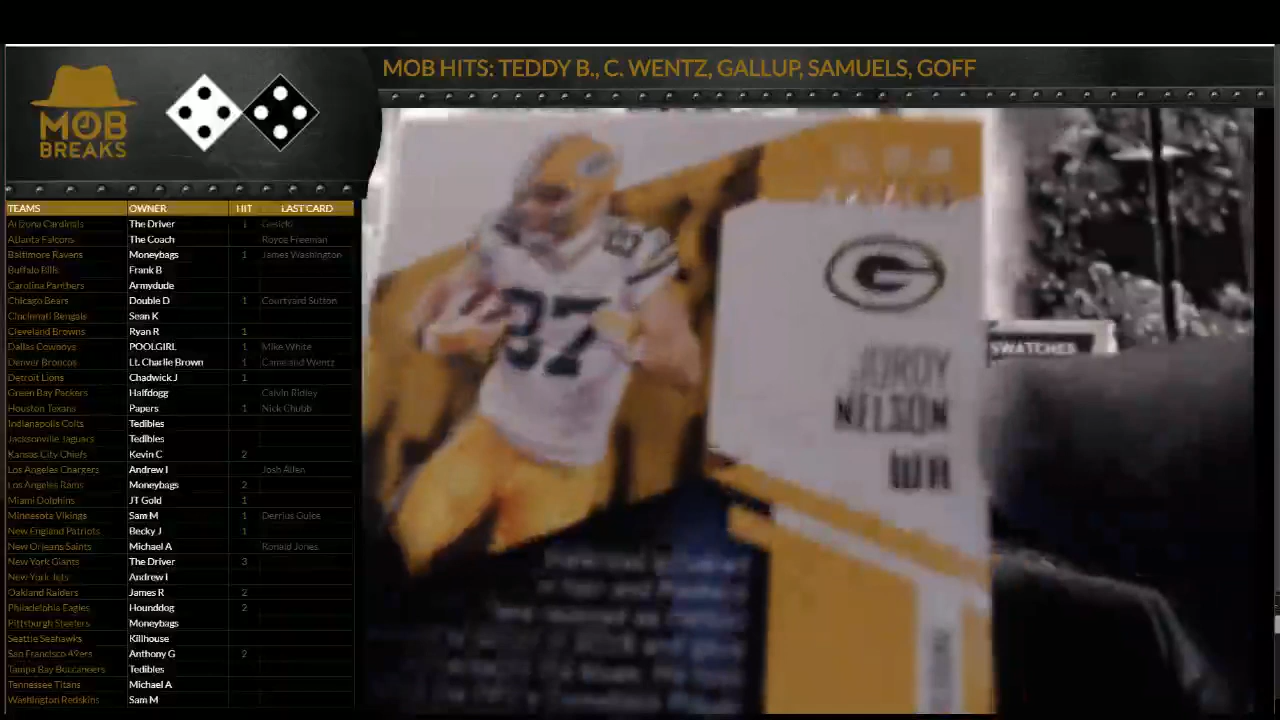 MOB HITS: TEDDY B., C. WENTZ, GALLUP, SAMUELS, GOFF
MOB
BREAKS
TEAMS OWNER HIT LAST CARD
Arizona Cardinals The Driver 1 Gesicki
Atlanta Falcons The Coach Royce Freeman
Baltimore Ravens Moneybags 1 James Washington
Buffalo Bills Frank B
Carolina Panthers Armydude
Chicago Bears Double D 1 Courtyard Sutton
Cincinnati Bengals Sean K
Cleveland Browns Ryan R 1
Dallas Cowboys POOLGIRL 1 Mike White
Denver Broncos Lt. Charlie Brown 1 Carneland Wentz
Detroit Lions Chadwick J 1
Green Bay Packers Halfdogg Calvin Ridley
Houston Texans Papers 1 Nick Chubb
Indianapolis Colts Tedibles
Jacksonville Jaguars Tedibles
Kansas City Chiefs Kevin C 2
Los Angeles Chargers Andrew I Josh Allen
Los Angeles Rams Moneybags 2
Miami Dolphins JT Gold 1
Minnesota Vikings Sam M 1 Derrius Guice
New England Patriots Becky J 1
New Orleans Saints Michael A Ronald Jones
New York Giants The Driver 3
New York Jets Andrew I
Oakland Raiders James R 2
Philadelphia Eagles Hounddog 2
Pittsburgh Steelers Moneybags
Seattle Seahawks Killhouse
San Francisco 49ers Anthony G 2
Tampa Bay Buccaneers Tedibles
Tennessee Titans Michael A
Washington Redskins Sam M
87
G
JORDY
NELSON
WR
SWATCHES